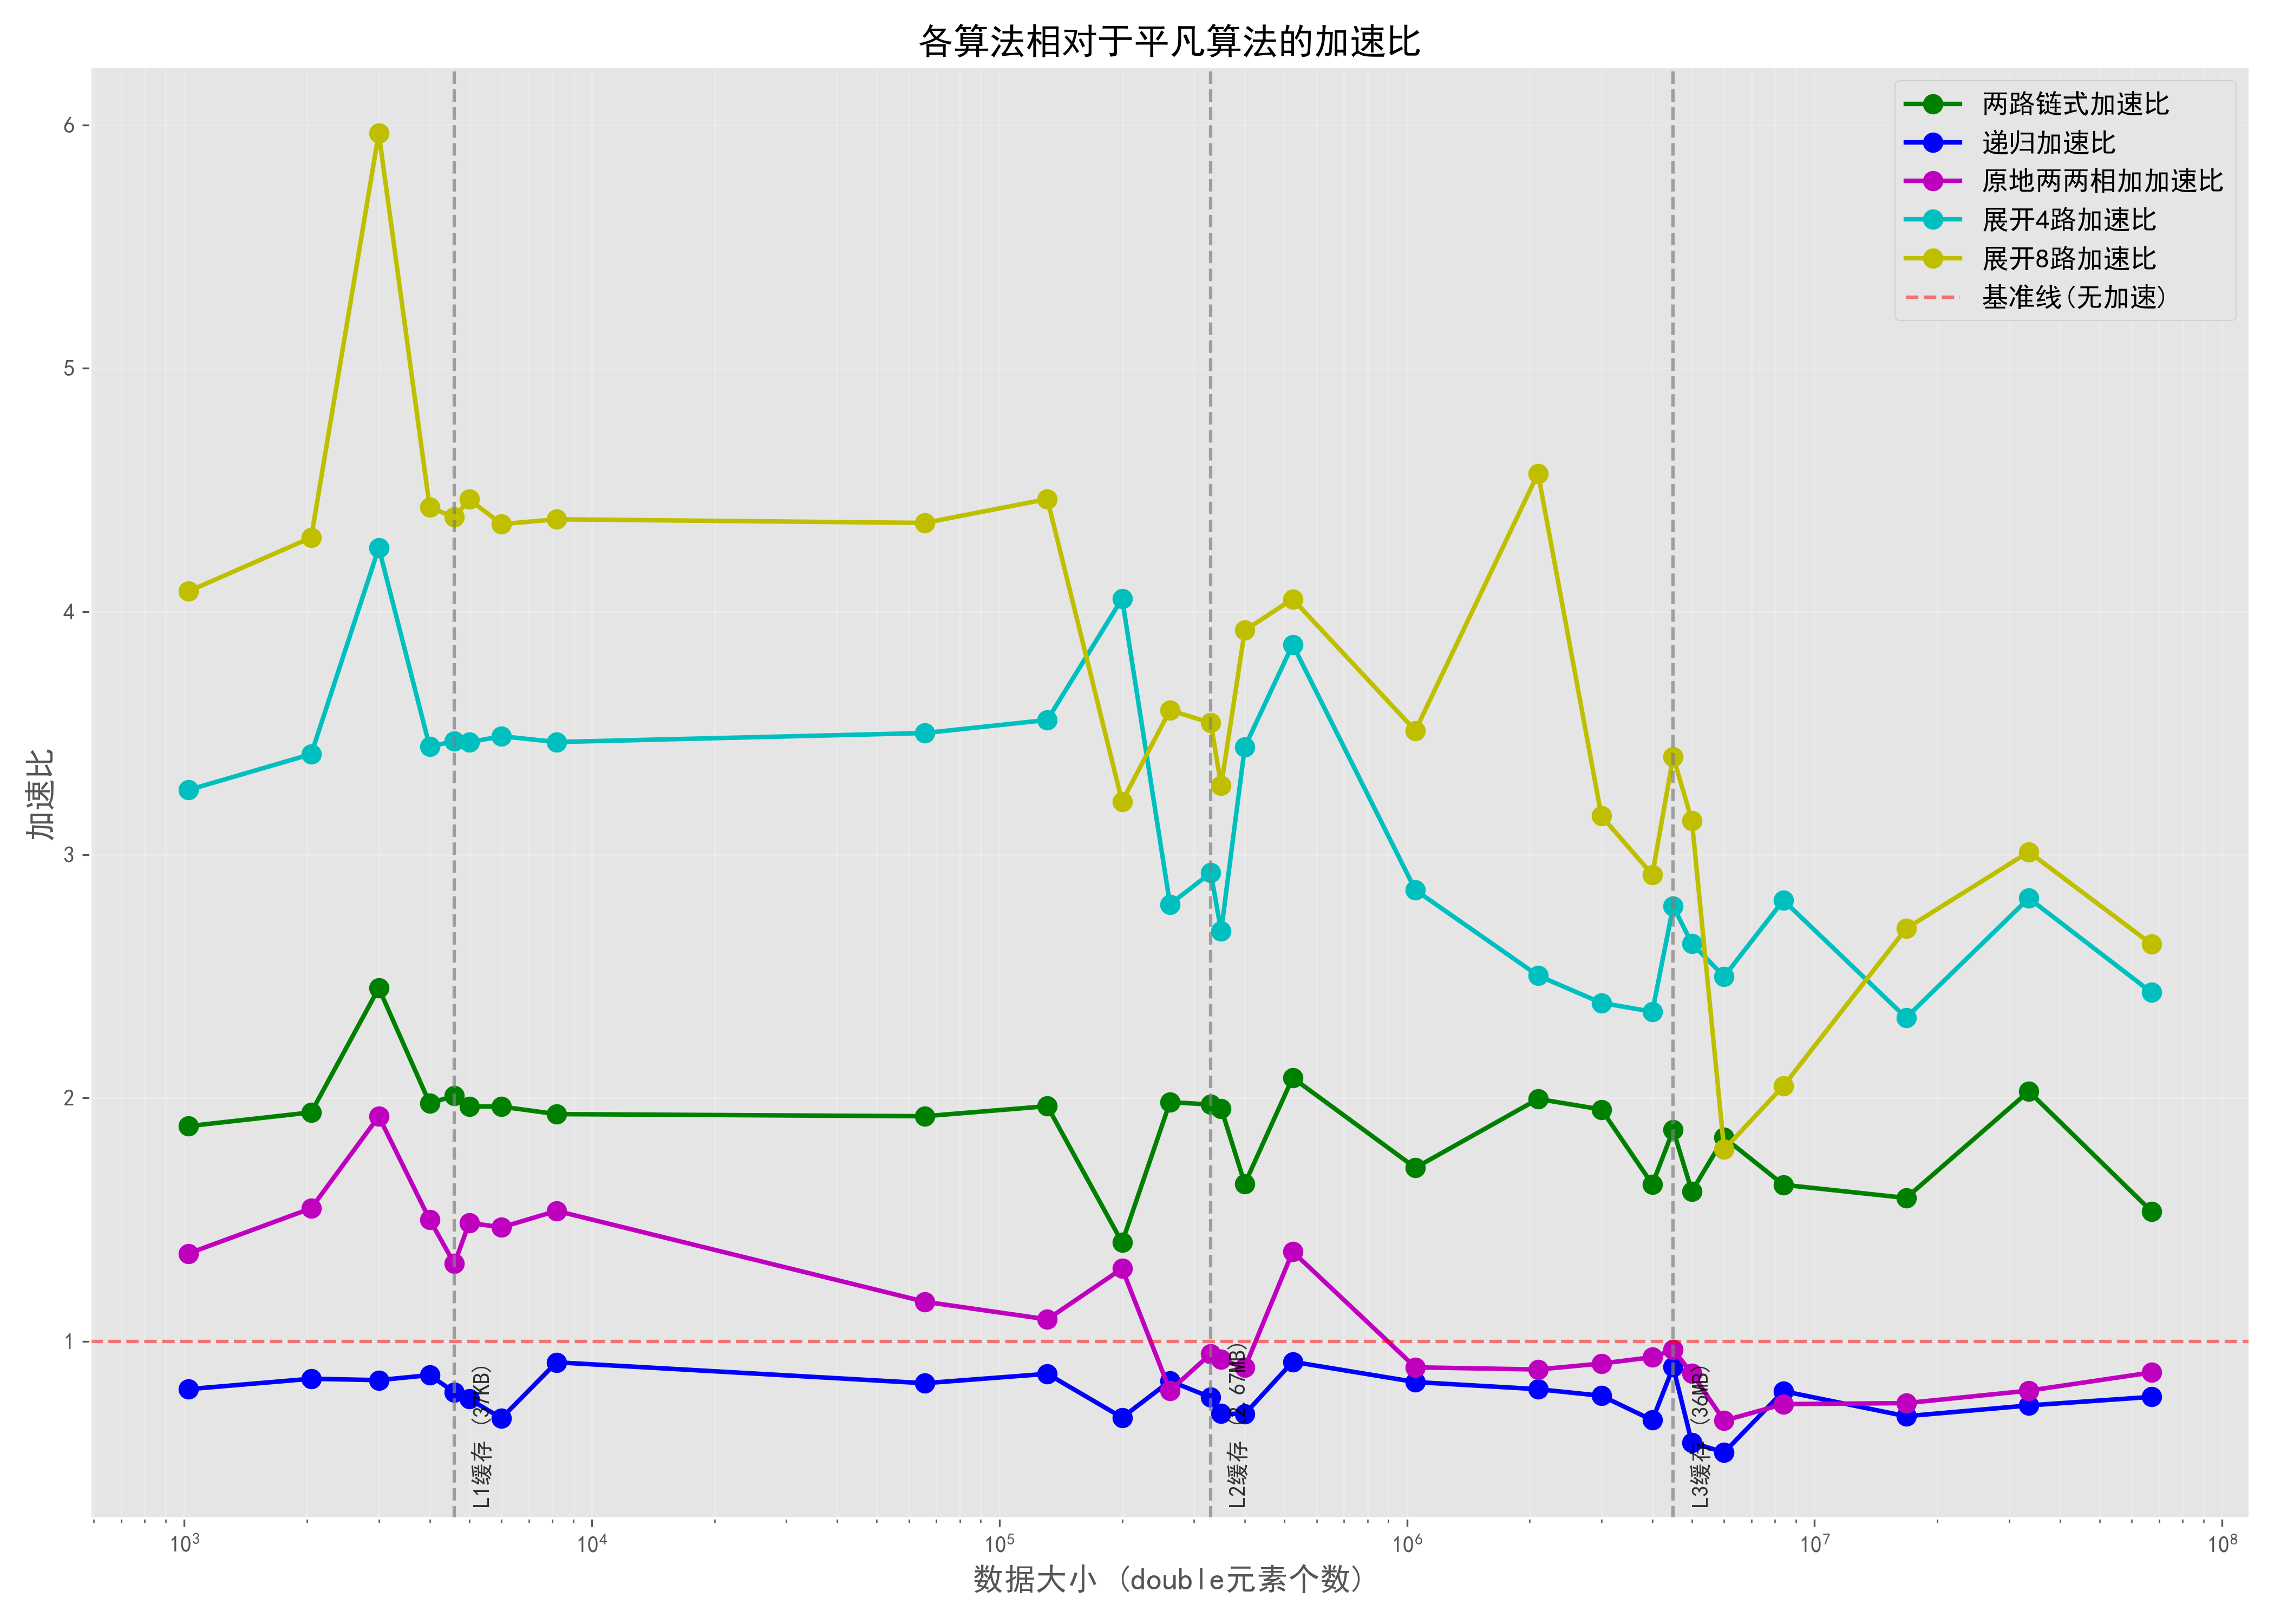 各算法相对于平凡算法的加速比
两路链式加速比
递归加速比
原地两两相加加速比
展开4路加速比
展开8路加速比
基准线(无加速)
加速比
6
5
4
3
2
1
L1缓存 (37KB)
L2缓存 (2.67MB)
L3缓存 (36MB)
10³
10⁴
10⁵
10⁶
10⁷
10⁸
数据大小 (double元素个数)